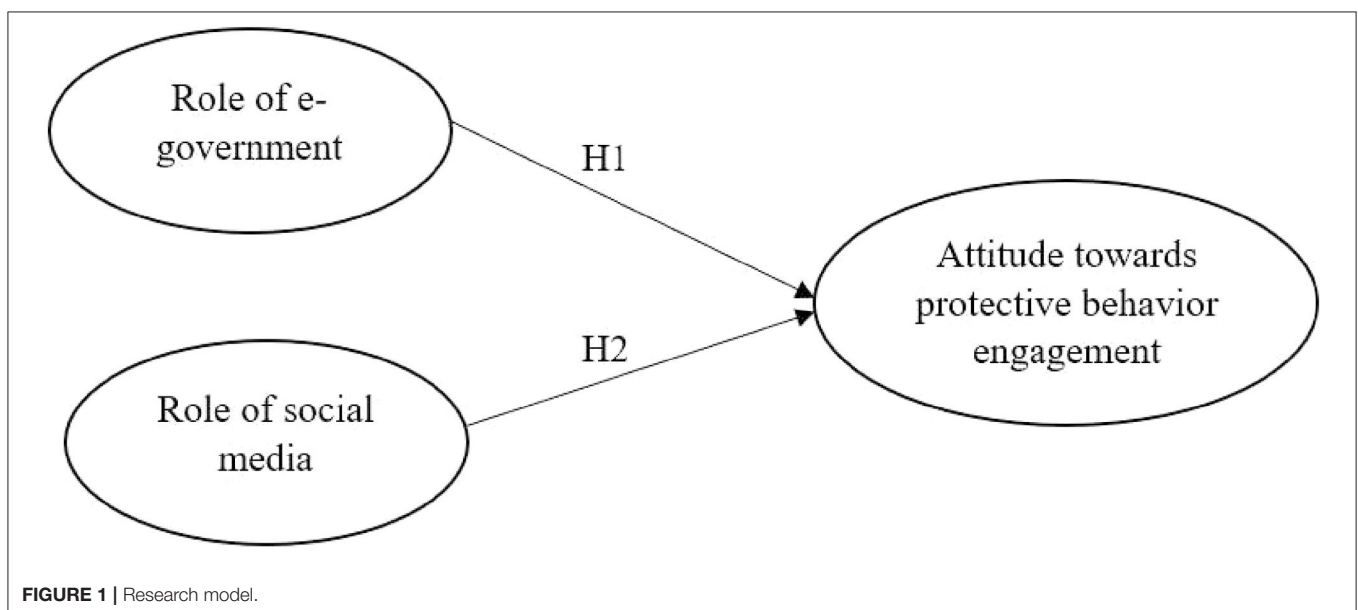 Role of e-
government
H1
Attitude towards
protective behavior
engagement
H2
Role of social
media
FIGURE 1 | Research model.